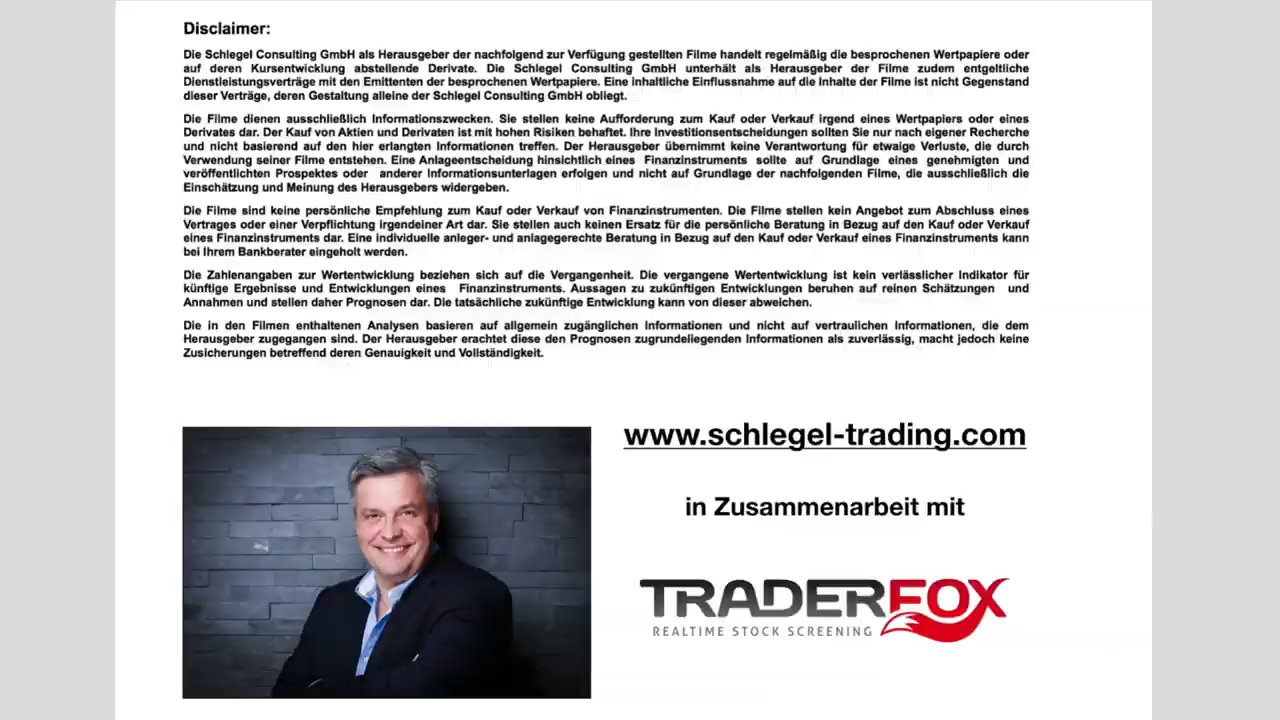 Disclaimer:
Die Schlegel Consulting GmbH als Herausgeber der nachfolgend zur Verfügung gestellten Filme handelt regelmäßig die besprochenen Wertpapiere oder
auf deren Kursentwicklung abstellende Derivate. Die Schlegel Consulting GmbH unterhält als Herausgeber der Filme zudem entgeltliche
Dienstleistungsverträge mit den Emittenten der besprochenen Wertpapiere. Eine inhaltliche Einflussnahme auf die Inhalte der Filme ist nicht Gegenstand
dieser Verträge, deren Gestaltung alleine der Schlegel Consulting GmbH obliegt.
Die Filme dienen ausschließlich Informationszwecken. Sie stellen keine Aufforderung zum Kauf oder Verkauf irgend eines Wertpapiers oder eines
Derivates dar. Der Kauf von Aktien und Derivaten ist mit hohen Risiken behaftet. Ihre Investitionsentscheidungen sollten Sie nur nach eigener Recherche
und nicht basierend auf den hier erlangten Informationen treffen. Der Herausgeber übernimmt keine Verantwortung für etwaige Verluste, die durch
Verwendung seiner Filme entstehen. Eine Anlageentscheidung hinsichtlich eines Finanzinstruments sollte auf Grundlage eines genehmigten und
veröffentlichten Prospektes oder anderer Informationsunterlagen erfolgen und nicht auf Grundlage der nachfolgenden Filme, die ausschließlich die
Einschätzung und Meinung des Herausgebers widergeben.
Die Filme sind keine persönliche Empfehlung zum Kauf oder Verkauf von Finanzinstrumenten. Die Filme stellen kein Angebot zum Abschluss eines
Vertrages oder einer Verpflichtung irgendeiner Art dar. Sie stellen auch keinen Ersatz für die persönliche Beratung in Bezug auf den Kauf oder Verkauf
eines Finanzinstruments dar. Eine individuelle anleger- und anlagegerechte Beratung in Bezug auf den Kauf oder Verkauf eines Finanzinstruments kann
bei Ihrem Bankberater eingeholt werden.
Die Zahlenangaben zur Wertentwicklung beziehen sich auf die Vergangenheit. Die vergangene Wertentwicklung ist kein verlässlicher Indikator für
künftige Ergebnisse und Entwicklungen eines Finanzinstruments. Aussagen zu zukünftigen Entwicklungen beruhen auf reinen Schätzungen und
Annahmen und stellen daher Prognosen dar. Die tatsächliche zukünftige Entwicklung kann von dieser abweichen.
Die in den Filmen enthaltenen Analysen basieren auf allgemein zugänglichen Informationen und nicht auf vertraulichen Informationen, die dem
Herausgeber zugegangen sind. Der Herausgeber erachtet diese den Prognosen zugrundeliegenden Informationen als zuverlässig, macht jedoch keine
Zusicherungen betreffend deren Genauigkeit und Vollständigkeit.
www.schlegel-trading.com
in Zusammenarbeit mit
TRADERFOX
REALTIME STOCK SCREENING